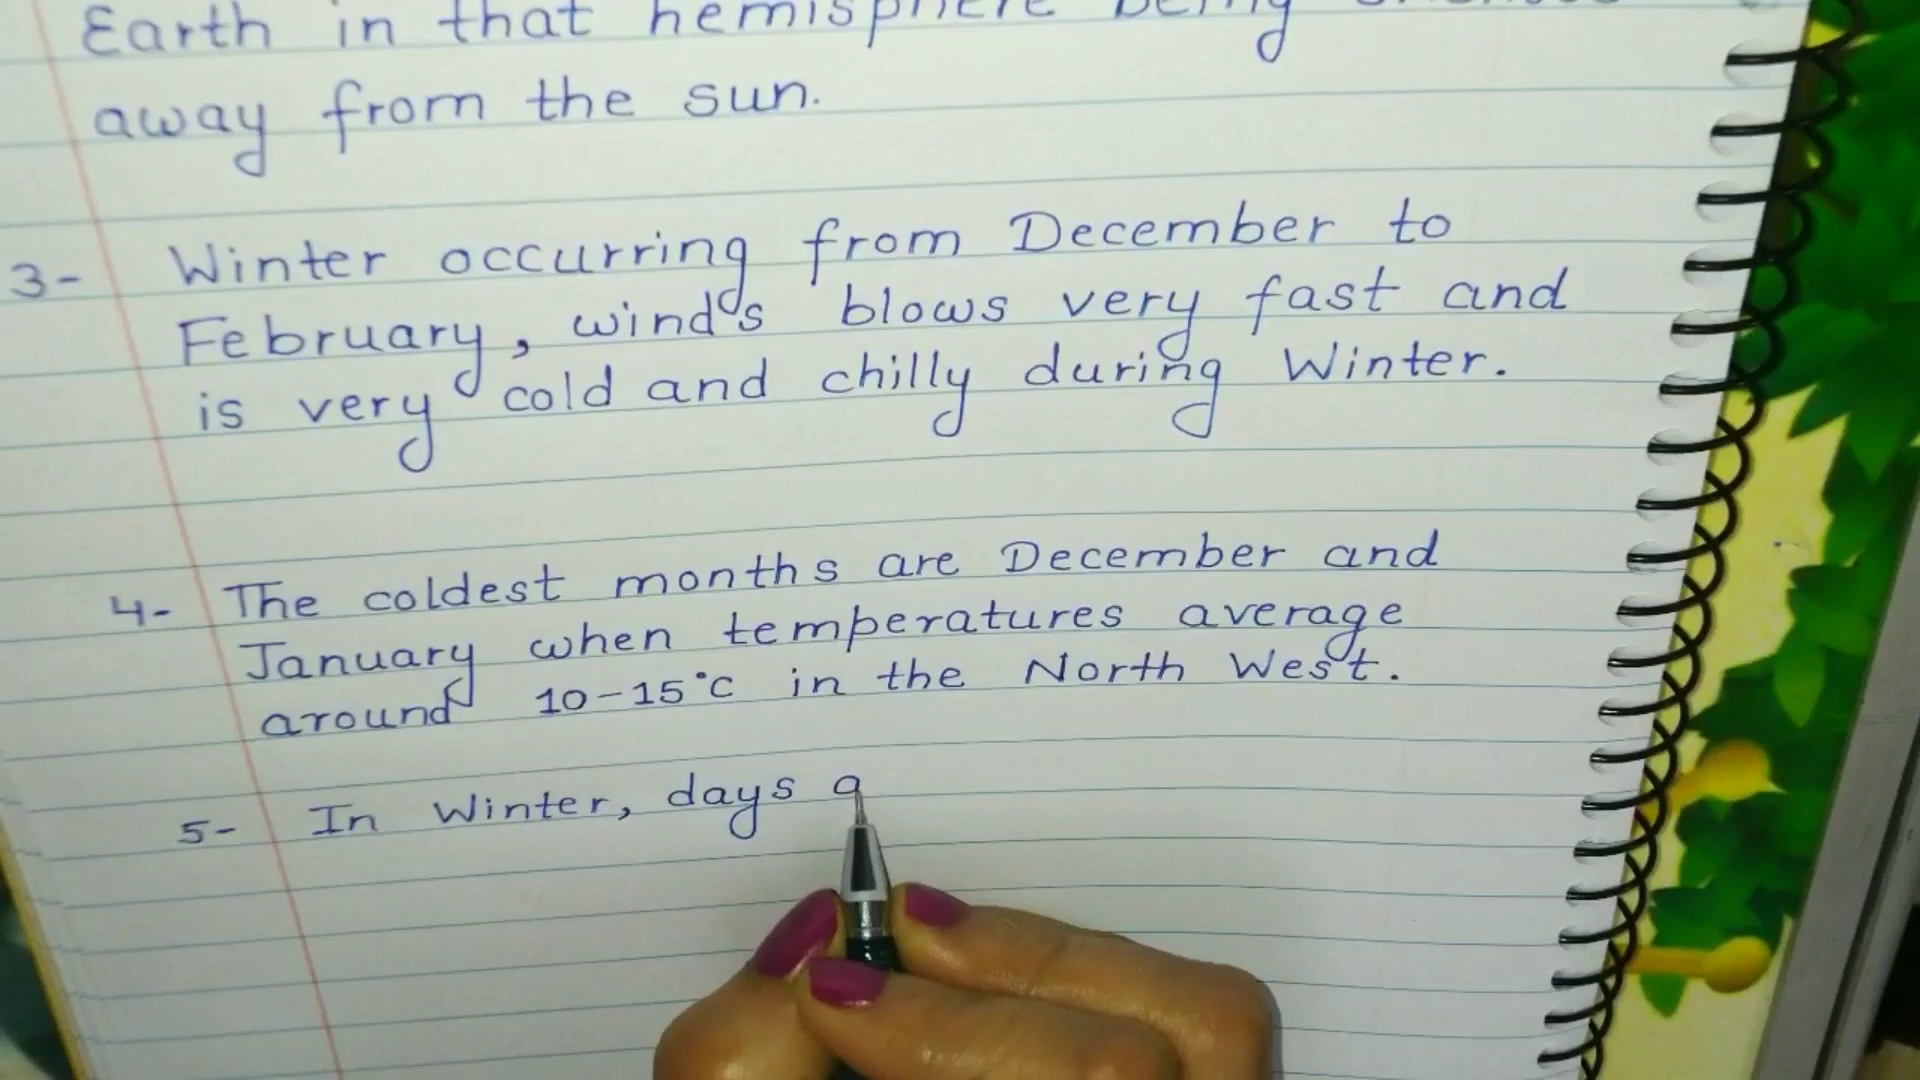 Earth in that hemisphere being
away from the sun.
3- Winter occurring from December to
February, winds blows very fast and
is very cold and chilly during Winter.
4- The coldest months are December and
January when temperatures average
around 10-15°C in the North West.
5- In Winter, days a